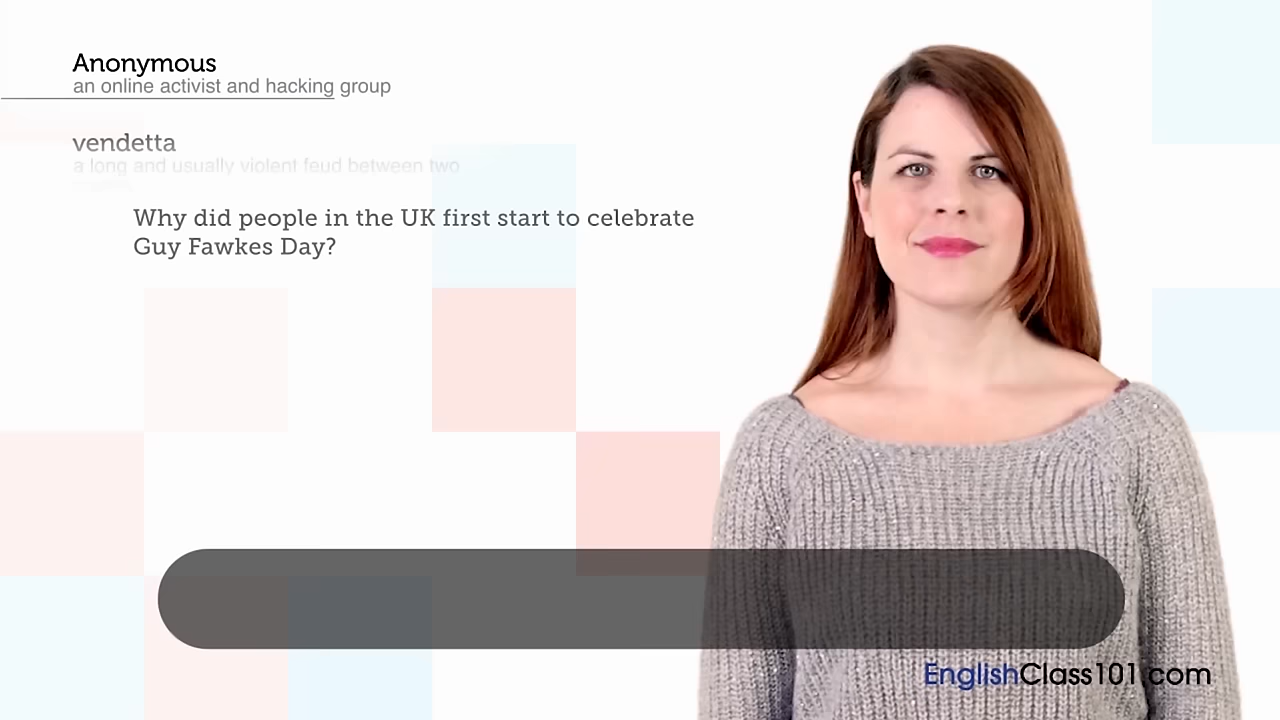 Anonymous
an online activist and hacking group
vendetta
a long and usually violent feud between two
Why did people in the UK first start to celebrate
Guy Fawkes Day?
EnglishClass101.com